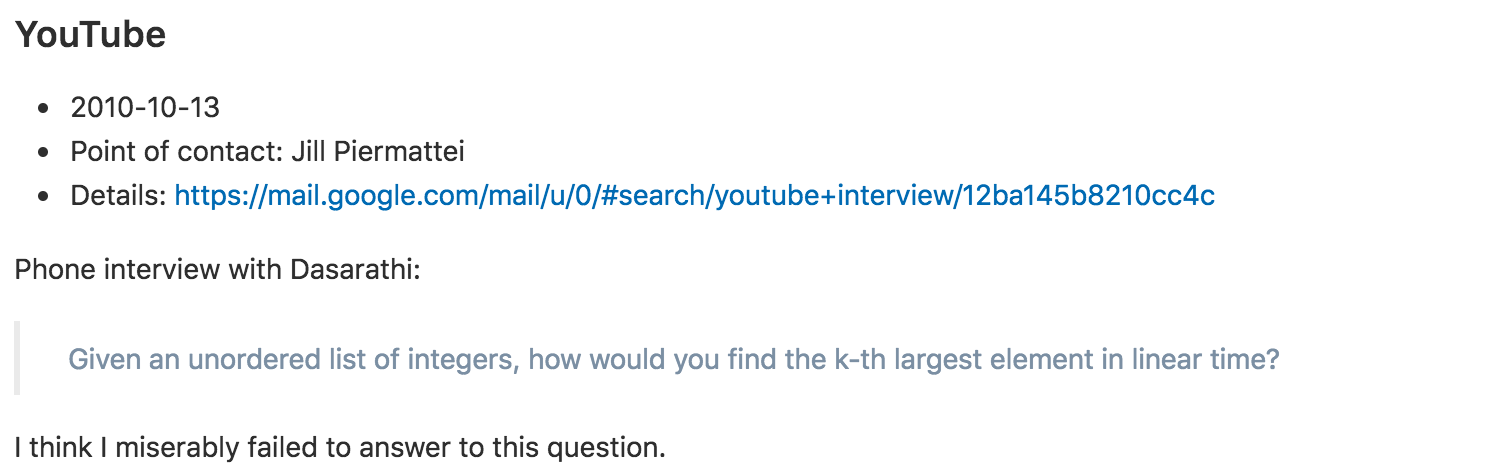 YouTube
2010-10-13
Point of contact: Jill Piermattei
Details: https://mail.google.com/mail/u/0/#search/youtube+interview/12ba145b8210cc4c
Phone interview with Dasarathi:
Given an unordered list of integers, how would you find the k-th largest element in linear time?
I think I miserably failed to answer to this question.